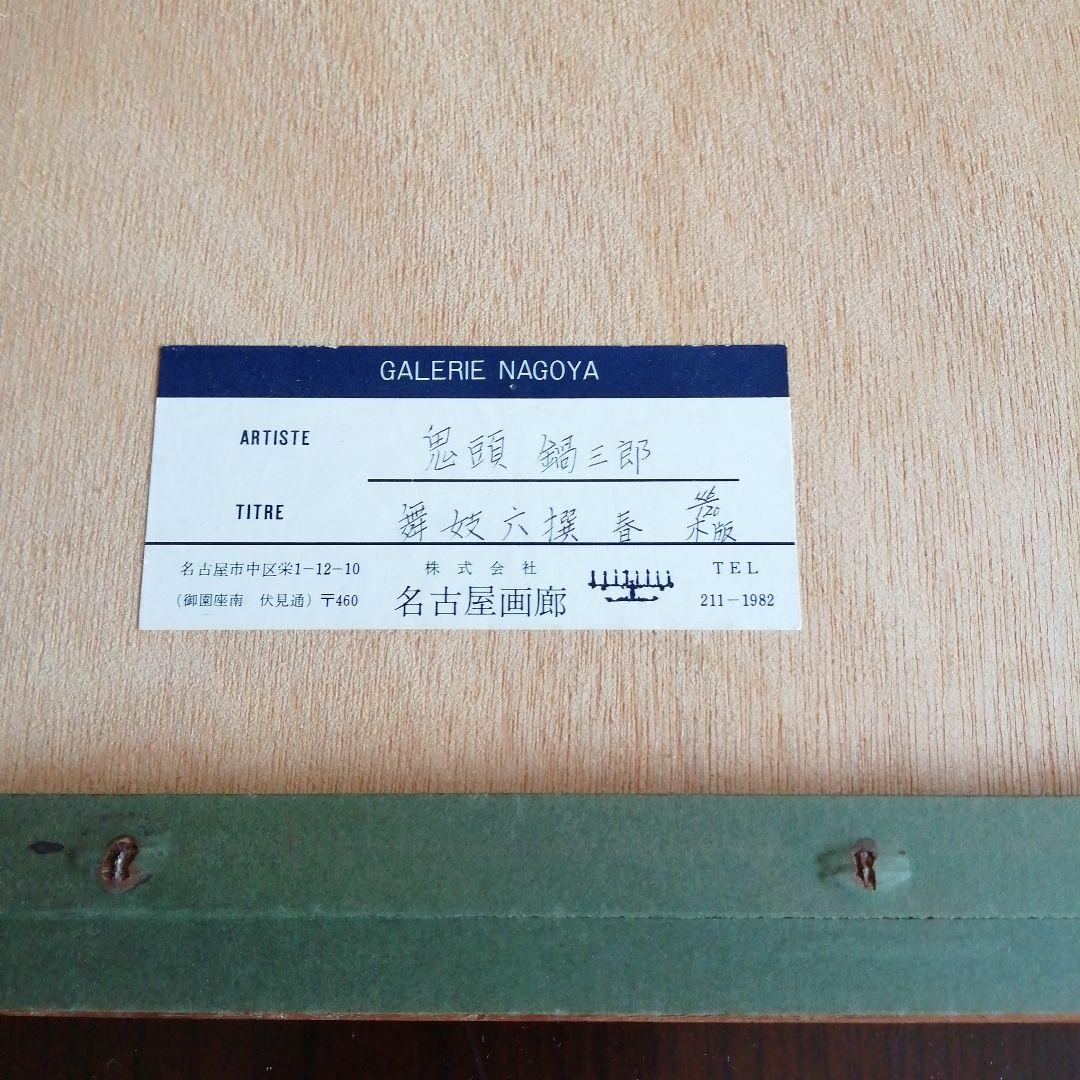 GALERIE NAGOYA
ARTISTE 鬼頭 鍋三郎
TITRE 舞妓六撰 春 木版
名古屋市中区栄1-12-10 株式会社 TEL
(御園座南 伏見通) 〒460 名古屋画廊 211-1982